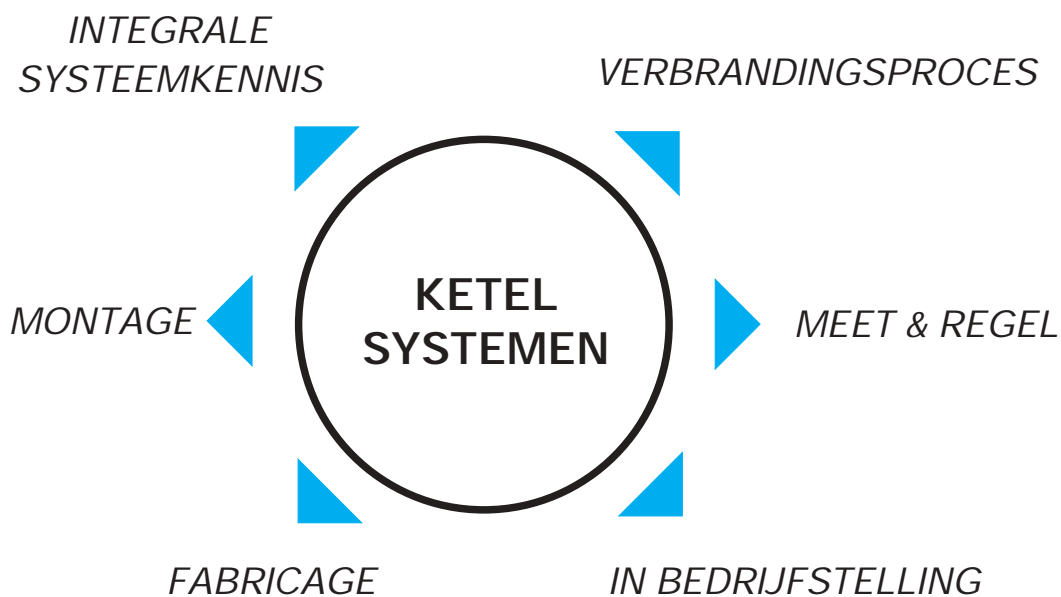 INTEGRALE
SYSTEEMKENNIS
VERBRANDINGSPROCES
MONTAGE
KETEL
SYSTEMEN
MEET & REGEL
FABRICAGE
IN BEDRIJFSTELLING